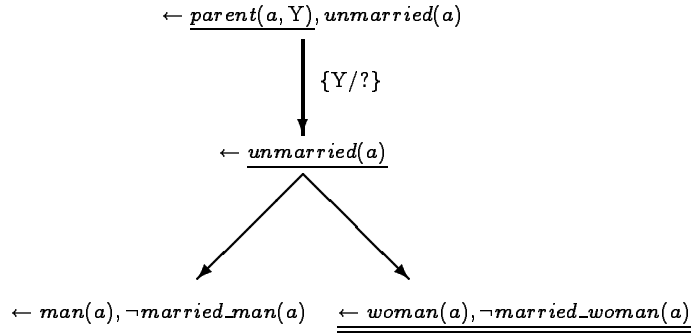 ← parent(a, Y), unmarried(a)
{Y/?}
← unmarried(a)
← man(a), ¬married_man(a)
← woman(a), ¬married_woman(a)